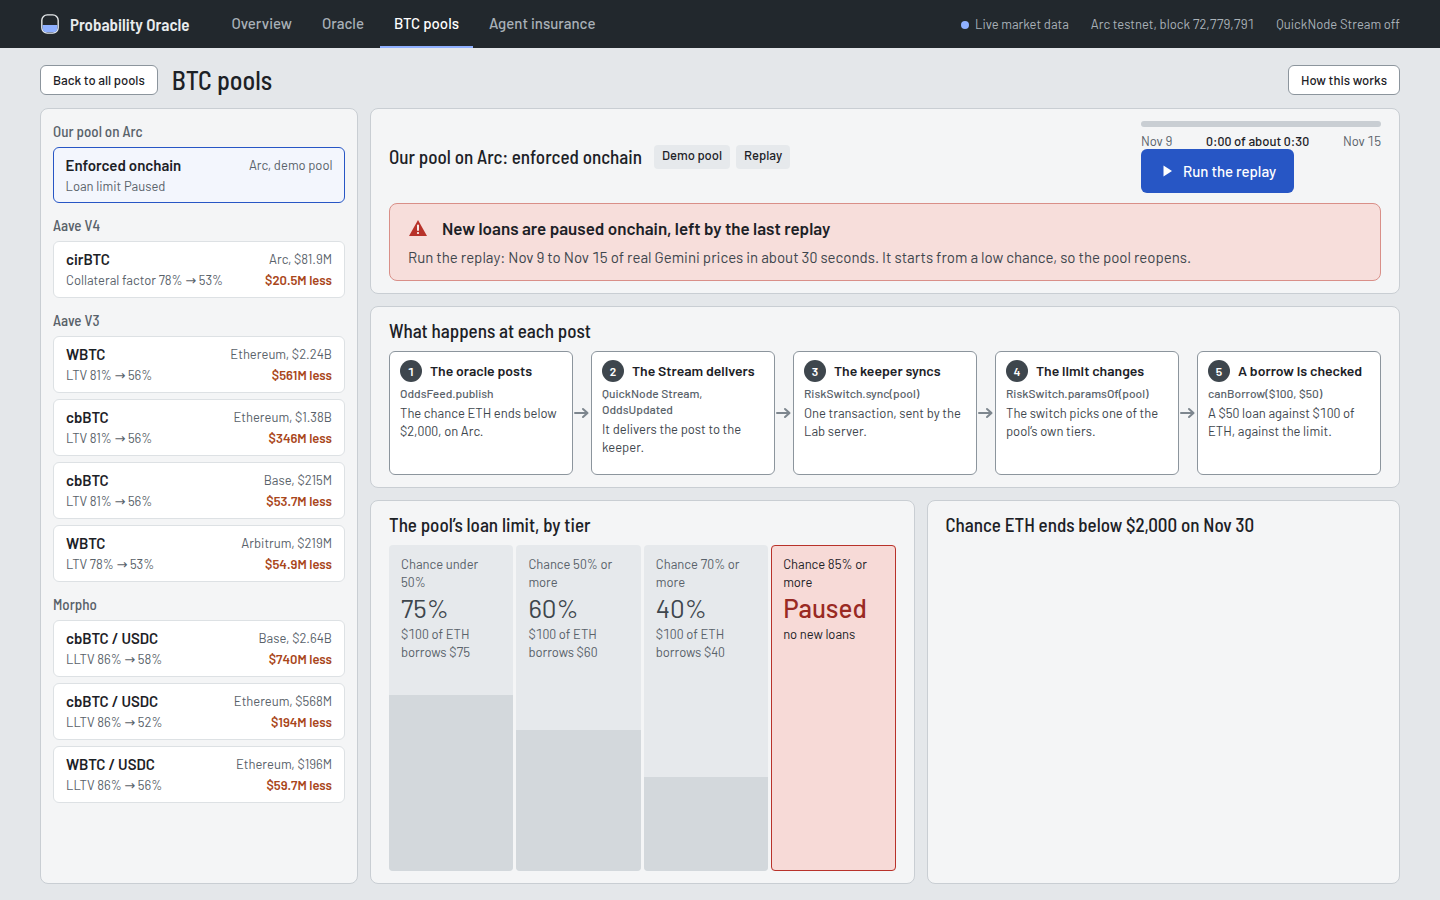 Probability Oracle
Overview
Oracle
BTC pools
Agent insurance
Live market data
Arc testnet, block 72,779,791
QuickNode Stream off
Back to all pools
BTC pools
How this works
Our pool on Arc
Enforced onchain
Arc, demo pool
Loan limit Paused
Aave V4
cirBTC
Arc, $81.9M
Collateral factor 78% → 53%
$20.5M less
Aave V3
WBTC
Ethereum, $2.24B
LTV 81% → 56%
$561M less
cbBTC
Ethereum, $1.38B
LTV 81% → 56%
$346M less
cbBTC
Base, $215M
LTV 81% → 56%
$53.7M less
WBTC
Arbitrum, $219M
LTV 78% → 53%
$54.9M less
Morpho
cbBTC / USDC
Base, $2.64B
LLTV 86% → 58%
$740M less
cbBTC / USDC
Ethereum, $568M
LLTV 86% → 52%
$194M less
WBTC / USDC
Ethereum, $196M
LLTV 86% → 56%
$59.7M less
Our pool on Arc: enforced onchain
Demo pool
Replay
Nov 9
0:00 of about 0:30
Nov 15
Run the replay
New loans are paused onchain, left by the last replay
Run the replay: Nov 9 to Nov 15 of real Gemini prices in about 30 seconds. It starts from a low chance, so the pool reopens.
What happens at each post
1 The oracle posts
OddsFeed.publish
The chance ETH ends below
$2,000, on Arc.
2 The Stream delivers
QuickNode Stream,
OddsUpdated
It delivers the post to the
keeper.
3 The keeper syncs
RiskSwitch.sync(pool)
One transaction, sent by the
Lab server.
4 The limit changes
RiskSwitch.paramsOf(pool)
The switch picks one of the
pool's own tiers.
5 A borrow is checked
canBorrow($100, $50)
A $50 loan against $100 of
ETH, against the limit.
The pool's loan limit, by tier
Chance under
50%
75%
$100 of ETH
borrows $75
Chance 50% or
more
60%
$100 of ETH
borrows $60
Chance 70% or
more
40%
$100 of ETH
borrows $40
Chance 85% or
more
Paused
no new loans
Chance ETH ends below $2,000 on Nov 30